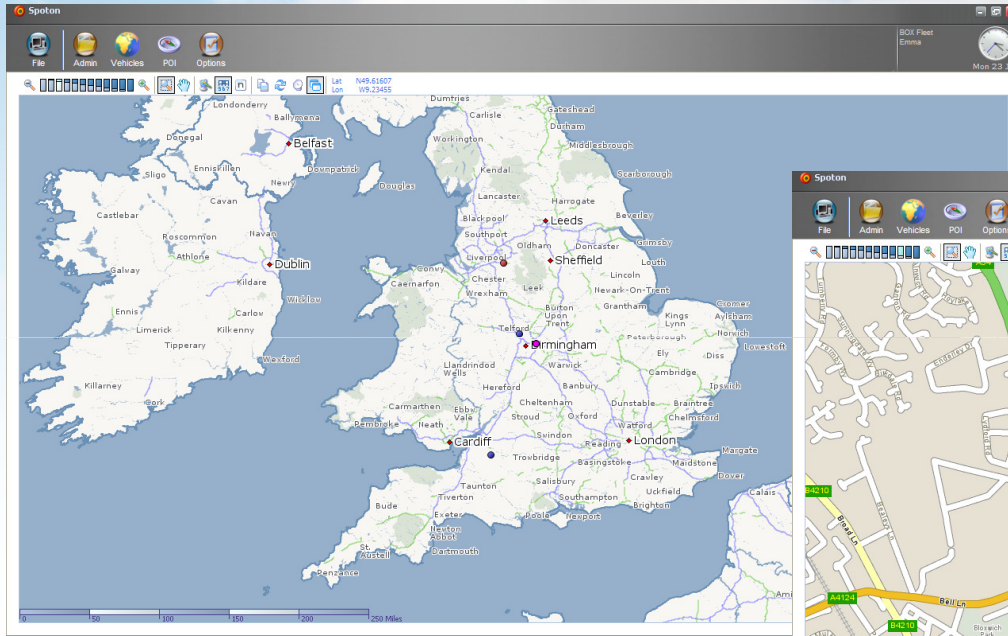 Spoton
BOX Fleet
Emma
File
Admin
Vehicles
POI
Options
Lat N49.61607
Lon W9.23455
Dumfries
Gateshead
Londonderry
Ballymena
Carlisle
Durham
Donegal
Belfast
Workington
Middlesbrough
Enniskillen
Downpatrick
Kendal
Scarborough
Sligo
Newry
Douglas
Cavan
Lancaster
Harrogate
Castlebar
Blackpool
Leeds
Beverley
Roscommon
Navan
Southport
Oldham
Doncaster
Grimsby
Athlone
Dublin
Liverpool
Sheffield
Louth
Galway
Conwy
Chester
Lincoln
Kildare
Caernarfon
Wrexham
Leek
Newark-On-Trent
Wicklow
Ennis
Carlow
Burton
Upon
Trent
Grantham
Kings
Lynn
Cromer
Aylsham
Limerick
Kilkenny
Telford
Norwich
Tipperary
Birmingham
Peterborough
Lowestoft
Wexford
Ely
Diss
Llandrindod
Wells
Warwick
Cambridge
Killarney
Hereford
Banbury
Ipswich
Cork
Carmarthen
Ebbw
Vale
Cheltenham
Dunstable
Braintree
Pembroke
Neath
Stroud
Oxford
Watford
Chelmsford
Cardiff
Swindon
Reading
London
Margate
Trowbridge
Basingstoke
Maidstone
Dover
Taunton
Salisbury
Crawley
Uckfield
Tiverton
Southampton
Brighton
Calais
Bude
Exeter
Poole
Newport
Newton
Abbot
St.
Austell
Dartmouth
Penzance
0 50 100 150 200 250 Miles
Spoton
File
Admin
Vehicles
POI
Enderley
Lydford Rd
B4210
Broad Ln
Sealeys Ln
A4124
Bell Ln
B4210
Bloxwich